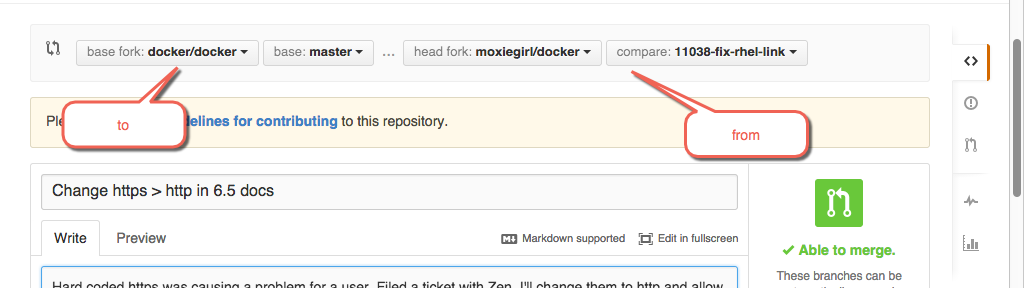 base fork: docker/docker base: master ... head fork: moxiegirl/docker compare: 11038-fix-rhel-link
to
delines for contributing to this repository.
from
Change https > http in 6.5 docs
Write Preview Markdown supported Edit in fullscreen
Able to merge.
Hard coded https was causing a problem for a user. Filed a ticket with Zen. I'll change them to http and allow
These branches can be